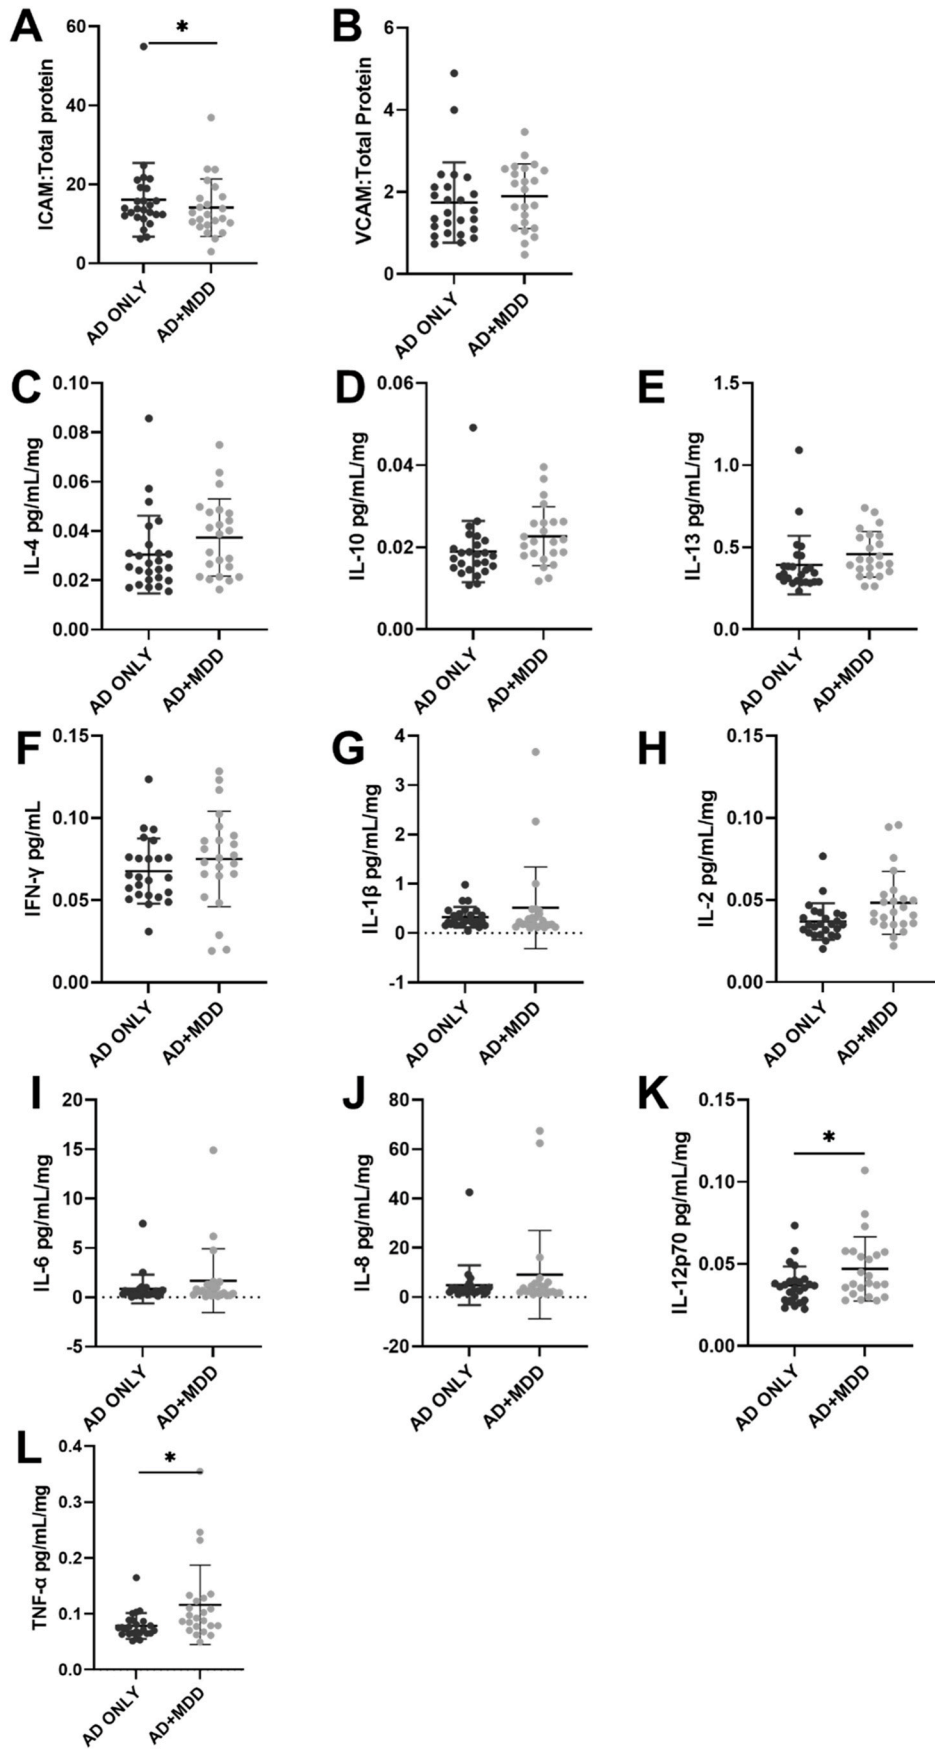 A
ICAM:Total protein
60
40
20
0
*
AD ONLY
AD+MDD
B
VCAM:Total Protein
6
4
2
0
AD ONLY
AD+MDD
C
IL-4 pg/mL/mg
0.10
0.08
0.06
0.04
0.02
0.00
AD ONLY
AD+MDD
D
IL-10 pg/mL/mg
0.06
0.04
0.02
0.00
AD ONLY
AD+MDD
E
IL-13 pg/mL/mg
1.5
1.0
0.5
0.0
AD ONLY
AD+MDD
F
IFN-γ pg/mL
0.15
0.10
0.05
0.00
AD ONLY
AD+MDD
G
IL-1β pg/mL/mg
4
3
2
1
0
-1
AD ONLY
AD+MDD
H
IL-2 pg/mL/mg
0.15
0.10
0.05
0.00
AD ONLY
AD+MDD
I
IL-6 pg/mL/mg
20
15
10
5
0
-5
AD ONLY
AD+MDD
J
IL-8 pg/mL/mg
80
60
40
20
0
-20
AD ONLY
AD+MDD
K
IL-12p70 pg/mL/mg
0.15
0.10
0.05
0.00
*
AD ONLY
AD+MDD
L
TNF-α pg/mL/mg
0.4
0.3
0.2
0.1
0.0
*
AD ONLY
AD+MDD